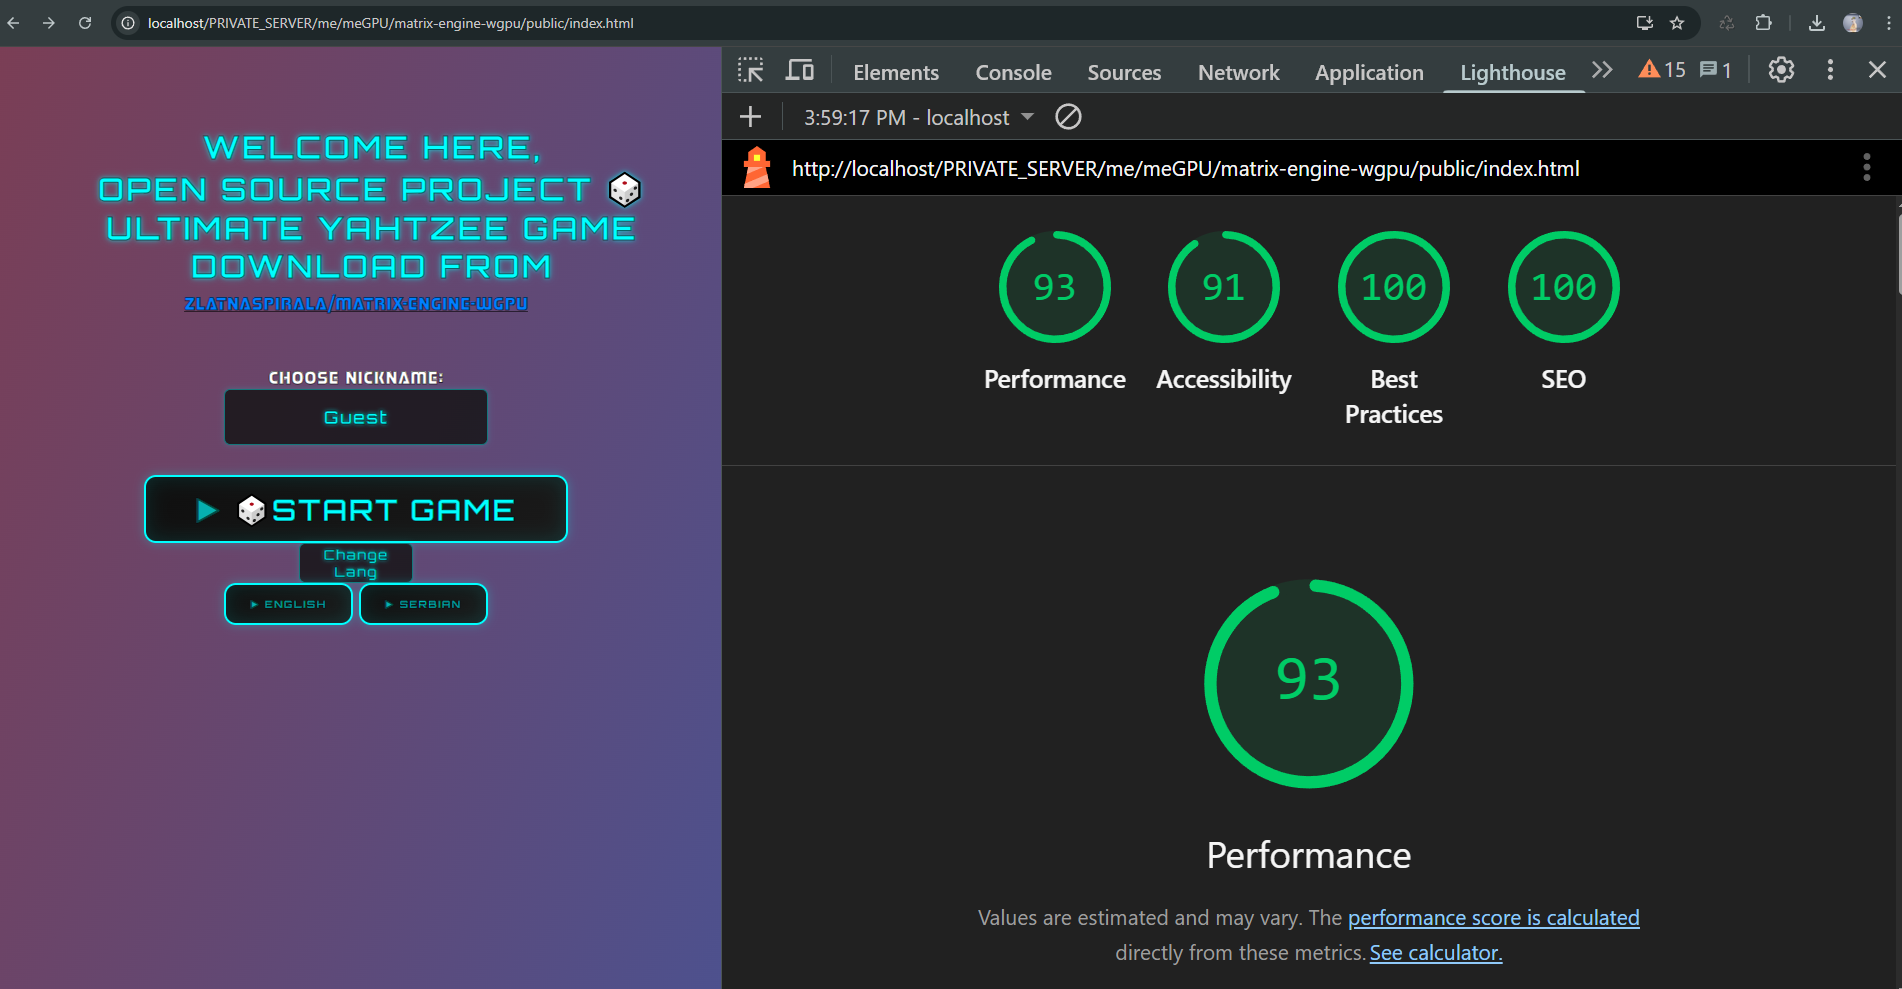 localhost/PRIVATE_SERVER/me/meGPU/matrix-engine-wgpu/public/index.html
WELCOME HERE,
OPEN SOURCE PROJECT 🎲
ULTIMATE YAHTZEE GAME
DOWNLOAD FROM
ZLATNASPIRALA/MATRIX-ENGINE-WGPU
CHOOSE NICKNAME:
Guest
▶ 🎲START GAME
Change
Lang
▶ ENGLISH
▶ SERBIAN
Elements Console Sources Network Application Lighthouse 15 1
3:59:17 PM - localhost
http://localhost/PRIVATE_SERVER/me/meGPU/matrix-engine-wgpu/public/index.html
93 91 100 100
Performance Accessibility Best Practices SEO
93
Performance
Values are estimated and may vary. The performance score is calculated
directly from these metrics. See calculator.